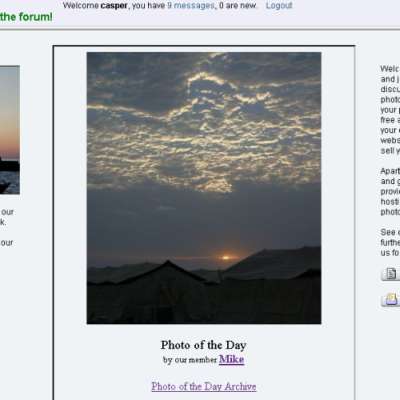 Welcome casper, you have 9 messages, 0 are new. Logout
the forum!
our
k.
our
Photo of the Day
by our member Mike
Photo of the Day Archive
Welc
and j
discu
photo
your p
free a
your o
webs
sell y
Apart
and g
provi
hosti
photo
See o
furthe
us fo